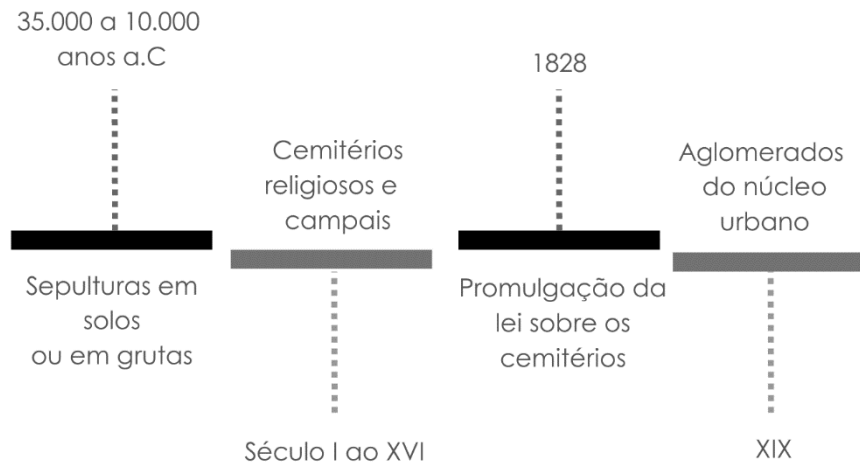 35.000 a 10.000
anos a.C
Sepulturas em
solos
ou em grutas
Cemitérios
religiosos e
campais
Século I ao XVI
1828
Promulgação da
lei sobre os
cemitérios
Aglomerados
do núcleo
urbano
XIX